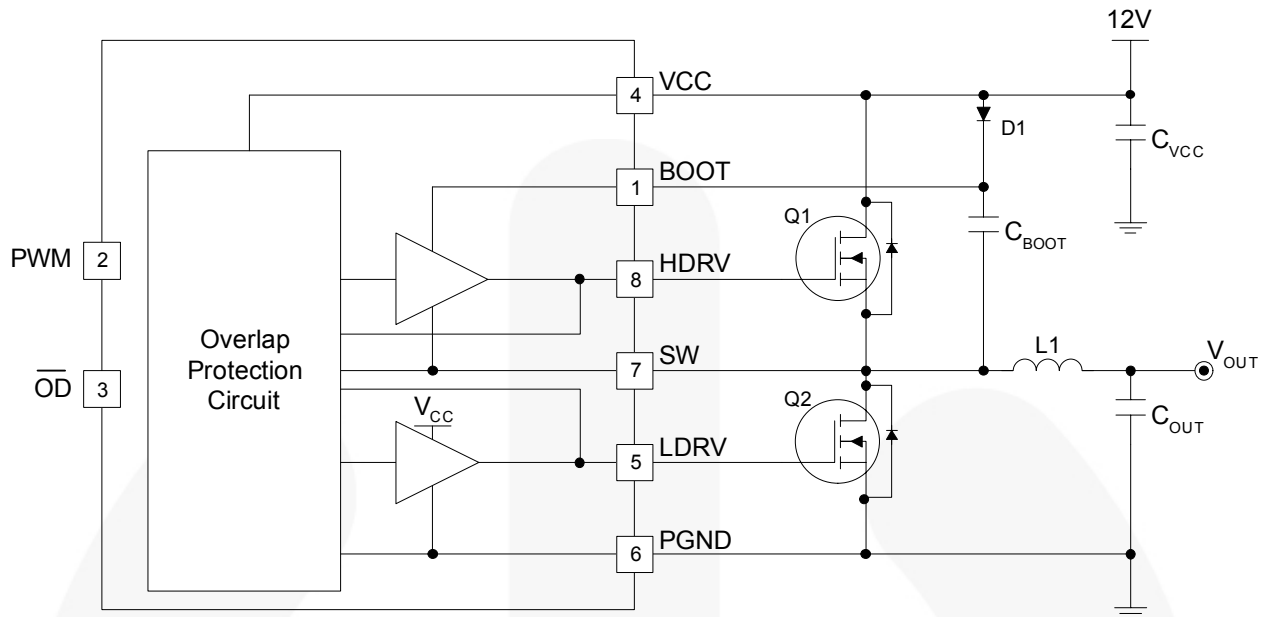 12V
4
VCC
D1
C_VCC
1
BOOT
Q1
C_BOOT
PWM
2
8
HDRV
Overlap
Protection
Circuit
7
SW
L1
V_OUT
OD
3
Q2
V_CC
C_OUT
5
LDRV
6
PGND